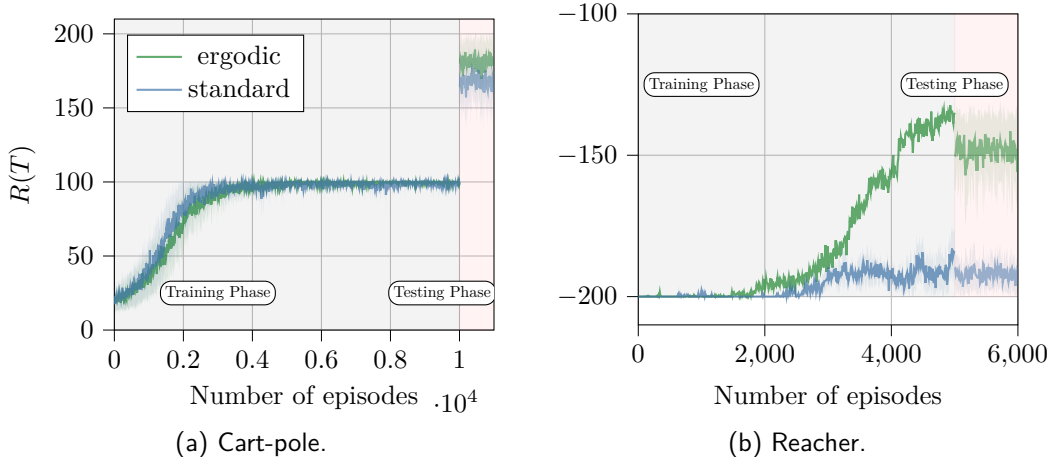 200
150
100
50
0
R(T)
ergodic
standard
Training Phase
Testing Phase
0
0.2
0.4
0.6
0.8
1
Number of episodes
·10⁴
(a) Cart-pole.
−100
−150
−200
Training Phase
Testing Phase
0
2,000
4,000
6,000
Number of episodes
(b) Reacher.